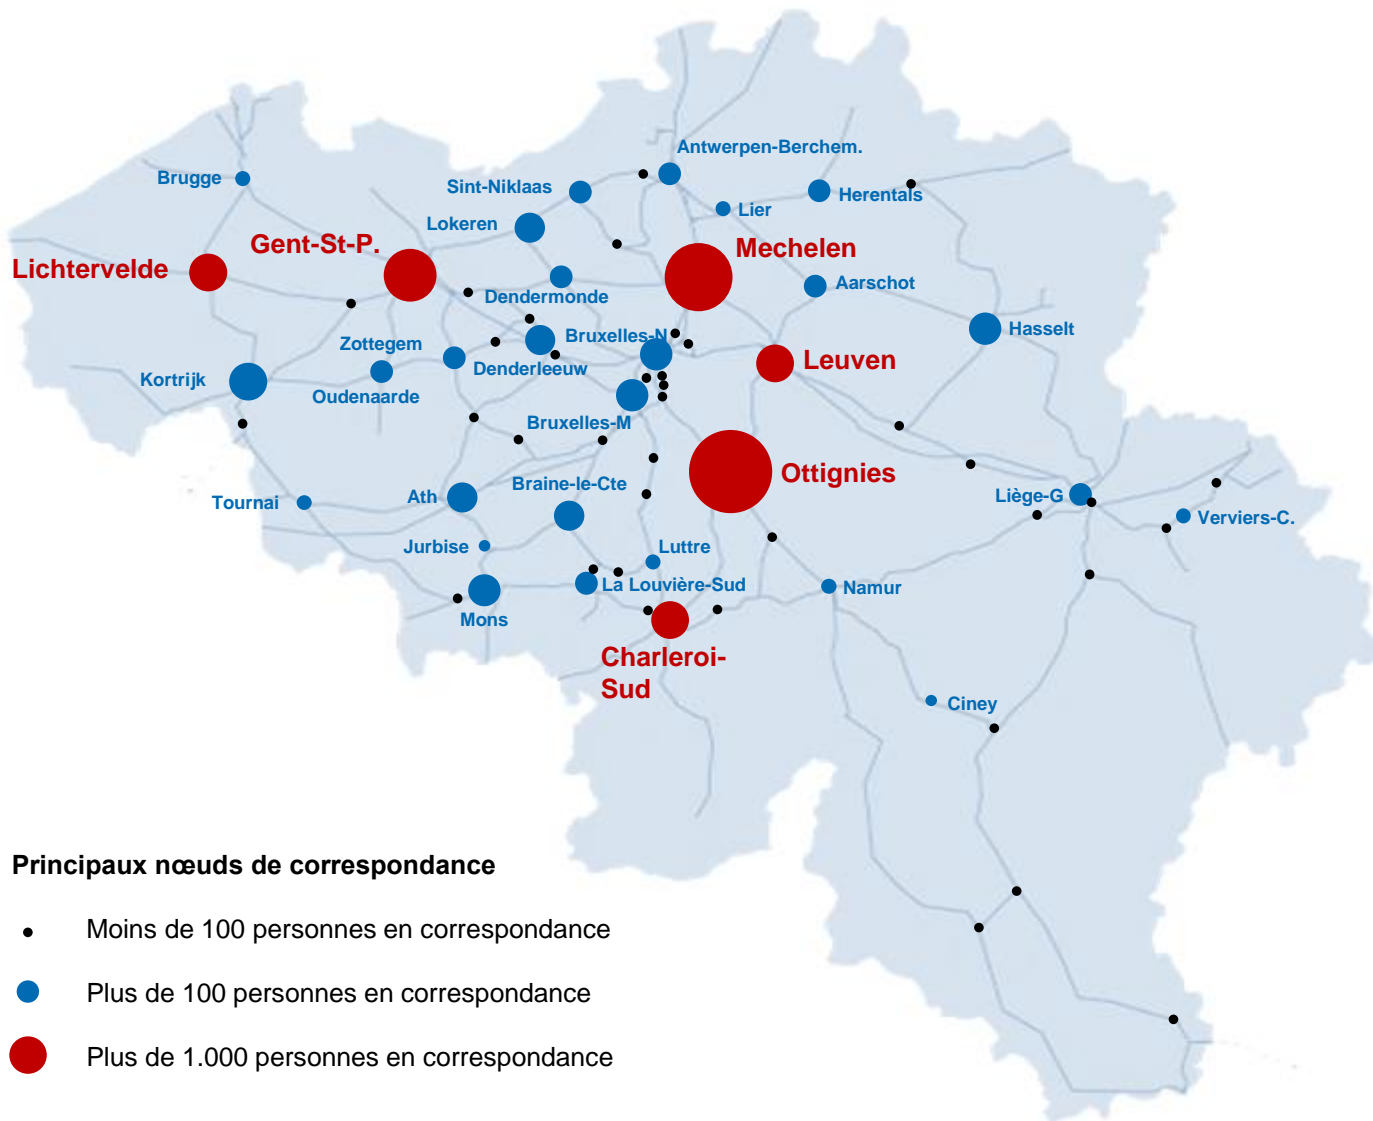 Antwerpen-Berchem.
Brugge
Sint-Niklaas
Herentals
Lier
Lokeren
Gent-St-P.
Mechelen
Lichtervelde
Aarschot
Dendermonde
Hasselt
Zottegem
Bruxelles-N
Leuven
Denderleeuw
Kortrijk
Oudenaarde
Bruxelles-M
Ottignies
Braine-le-Cte
Ath
Tournai
Liège-G
Verviers-C.
Jurbise
Luttre
La Louvière-Sud
Namur
Mons
Charleroi-
Sud
Ciney
Principaux nœuds de correspondance
Moins de 100 personnes en correspondance
Plus de 100 personnes en correspondance
Plus de 1.000 personnes en correspondance